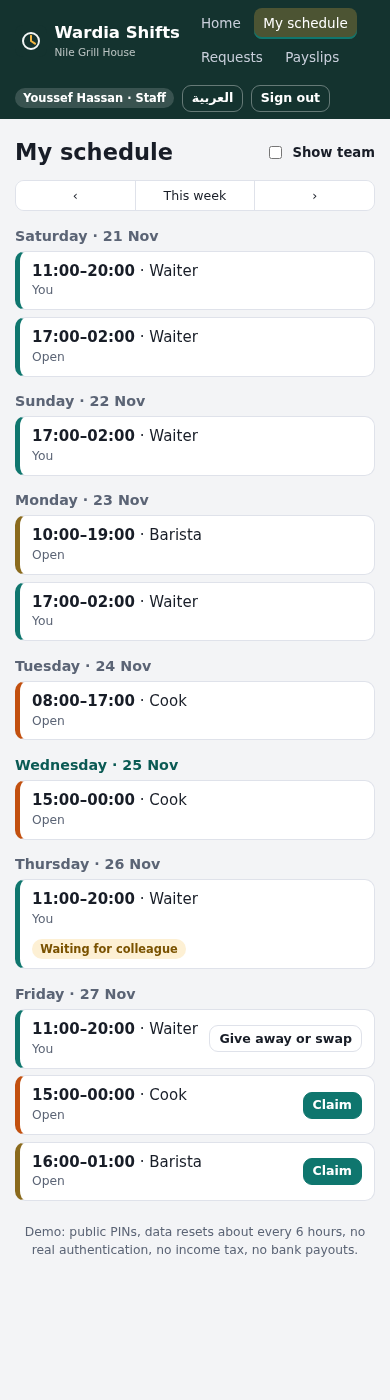 Wardia Shifts
Nile Grill House
Home
My schedule
Requests
Payslips
Youssef Hassan · Staff
العربية
Sign out
My schedule
Show team
‹
This week
›
Saturday · 21 Nov
11:00–20:00 · Waiter
You
17:00–02:00 · Waiter
Open
Sunday · 22 Nov
17:00–02:00 · Waiter
You
Monday · 23 Nov
10:00–19:00 · Barista
Open
17:00–02:00 · Waiter
You
Tuesday · 24 Nov
08:00–17:00 · Cook
Open
Wednesday · 25 Nov
15:00–00:00 · Cook
Open
Thursday · 26 Nov
11:00–20:00 · Waiter
You
Waiting for colleague
Friday · 27 Nov
11:00–20:00 · Waiter
You
Give away or swap
15:00–00:00 · Cook
Open
Claim
16:00–01:00 · Barista
Open
Claim
Demo: public PINs, data resets about every 6 hours, no
real authentication, no income tax, no bank payouts.